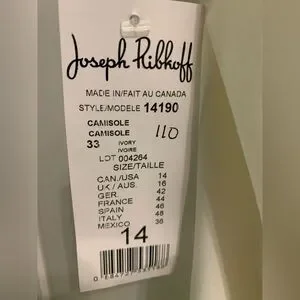 Joseph Ribkoff
MADE IN/FAIT AU CANADA
STYLE/MODELE 14190
CAMISOLE
CAMISOLE 110
33 IVORY
IVOIRE
LOT 004264
SIZE/TAILLE
CAN./USA 14
UK / AUS. 16
GER. 42
FRANCE 44
SPAIN 46
ITALY 48
MEXICO 36
14